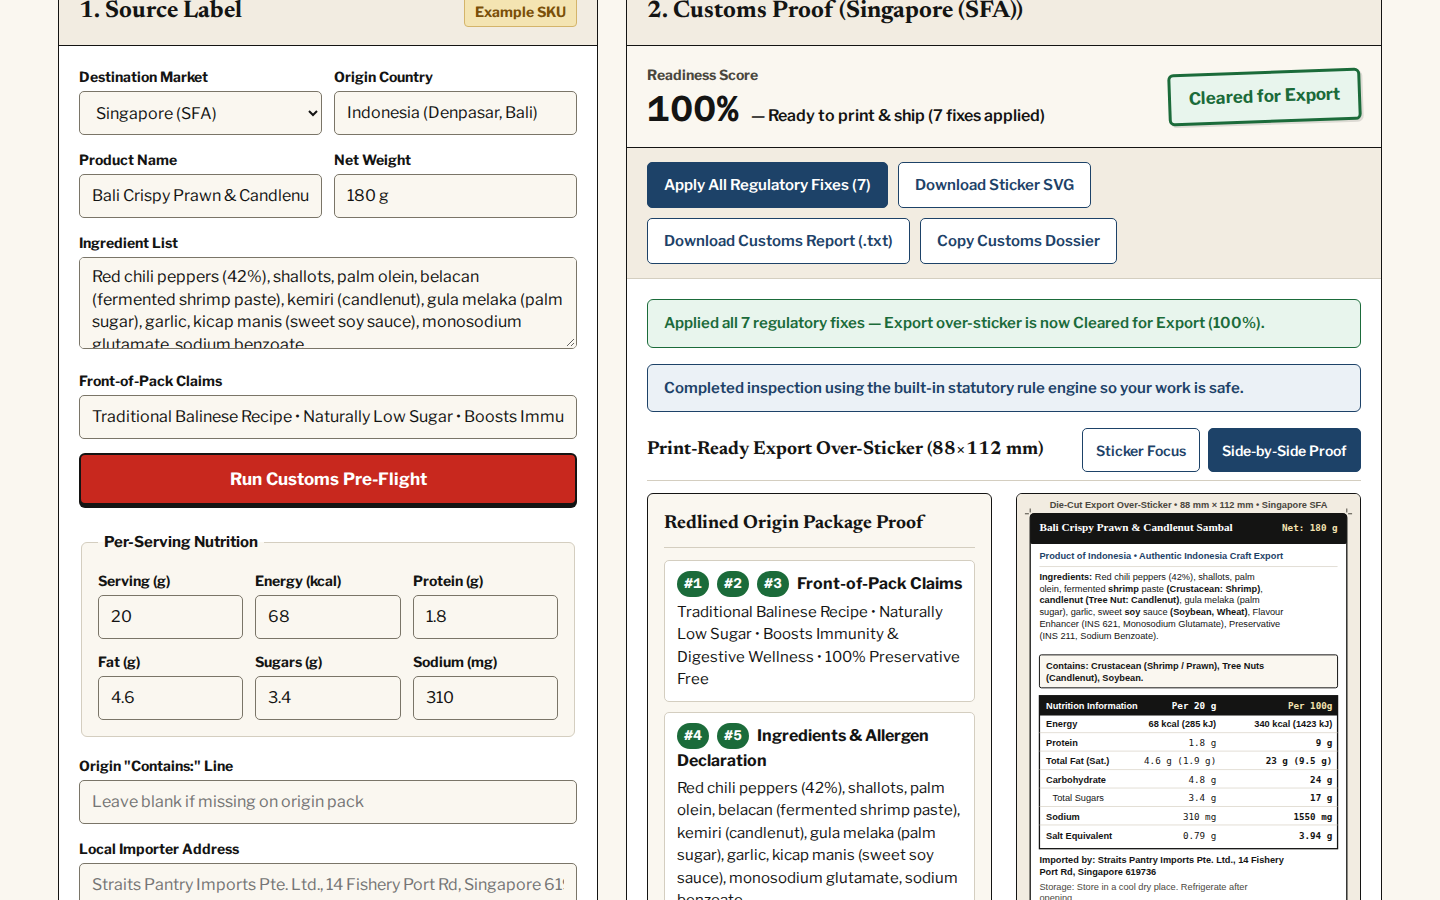 1. Source Label
Example SKU
Destination Market
Origin Country
Singapore (SFA)
Indonesia (Denpasar, Bali)
Product Name
Net Weight
Bali Crispy Prawn & Candlenu
180 g
Ingredient List
Red chili peppers (42%), shallots, palm olein, belacan
(fermented shrimp paste), kemiri (candlenut), gula melaka (palm
sugar), garlic, kicap manis (sweet soy sauce), monosodium
glutamate, sodium benzoate
Front-of-Pack Claims
Traditional Balinese Recipe • Naturally Low Sugar • Boosts Immu
Run Customs Pre-Flight
Per-Serving Nutrition
Serving (g)
Energy (kcal)
Protein (g)
20
68
1.8
Fat (g)
Sugars (g)
Sodium (mg)
4.6
3.4
310
Origin "Contains:" Line
Leave blank if missing on origin pack
Local Importer Address
Straits Pantry Imports Pte. Ltd., 14 Fishery Port Rd, Singapore 619
2. Customs Proof (Singapore (SFA))
Readiness Score
100% — Ready to print & ship (7 fixes applied)
Cleared for Export
Apply All Regulatory Fixes (7)
Download Sticker SVG
Download Customs Report (.txt)
Copy Customs Dossier
Applied all 7 regulatory fixes — Export over-sticker is now Cleared for Export (100%).
Completed inspection using the built-in statutory rule engine so your work is safe.
Print-Ready Export Over-Sticker (88×112 mm)
Sticker Focus
Side-by-Side Proof
Redlined Origin Package Proof
#1 #2 #3 Front-of-Pack Claims
Traditional Balinese Recipe • Naturally
Low Sugar • Boosts Immunity &
Digestive Wellness • 100% Preservative
Free
#4 #5 Ingredients & Allergen
Declaration
Red chili peppers (42%), shallots, palm
olein, belacan (fermented shrimp paste),
kemiri (candlenut), gula melaka (palm
sugar), garlic, kicap manis (sweet soy
sauce), monosodium glutamate, sodium
benzoate
Die-Cut Export Over-Sticker • 88 mm × 112 mm • Singapore SFA
Bali Crispy Prawn & Candlenut Sambal
Net: 180 g
Product of Indonesia • Authentic Indonesia Craft Export
Ingredients: Red chili peppers (42%), shallots, palm
olein, fermented shrimp paste (Crustacean: Shrimp),
candlenut (Tree Nut: Candlenut), gula melaka (palm
sugar), garlic, sweet soy sauce (Soybean, Wheat), Flavour
Enhancer (INS 621, Monosodium Glutamate), Preservative
(INS 211, Sodium Benzoate).
Contains: Crustacean (Shrimp / Prawn), Tree Nuts
(Candlenut), Soybean.
Nutrition Information Per 20 g Per 100g
Energy 68 kcal (285 kJ) 340 kcal (1423 kJ)
Protein 1.8 g 9 g
Total Fat (Sat.) 4.6 g (1.9 g) 23 g (9.5 g)
Carbohydrate 4.8 g 24 g
Total Sugars 3.4 g 17 g
Sodium 310 mg 1550 mg
Salt Equivalent 0.79 g 3.94 g
Imported by: Straits Pantry Imports Pte. Ltd., 14 Fishery
Port Rd, Singapore 619736
Storage: Store in a cool dry place. Refrigerate after
opening